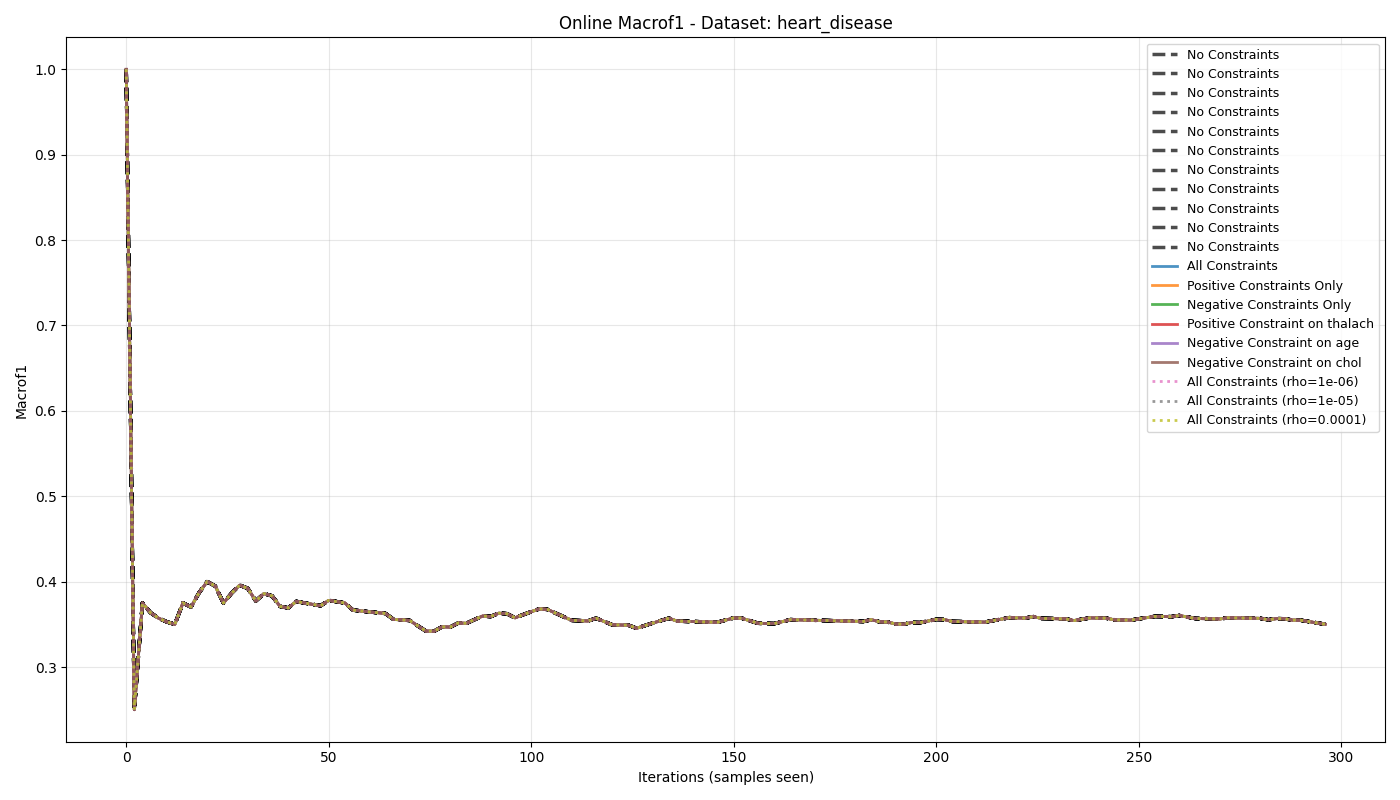 Online Macrof1 - Dataset: heart_disease
Macrof1
1.0
0.9
0.8
0.7
0.6
0.5
0.4
0.3
No Constraints
No Constraints
No Constraints
No Constraints
No Constraints
No Constraints
No Constraints
No Constraints
No Constraints
No Constraints
No Constraints
All Constraints
Positive Constraints Only
Negative Constraints Only
Positive Constraint on thalach
Negative Constraint on age
Negative Constraint on chol
All Constraints (rho=1e-06)
All Constraints (rho=1e-05)
All Constraints (rho=0.0001)
0 50 100 150 200 250 300
Iterations (samples seen)